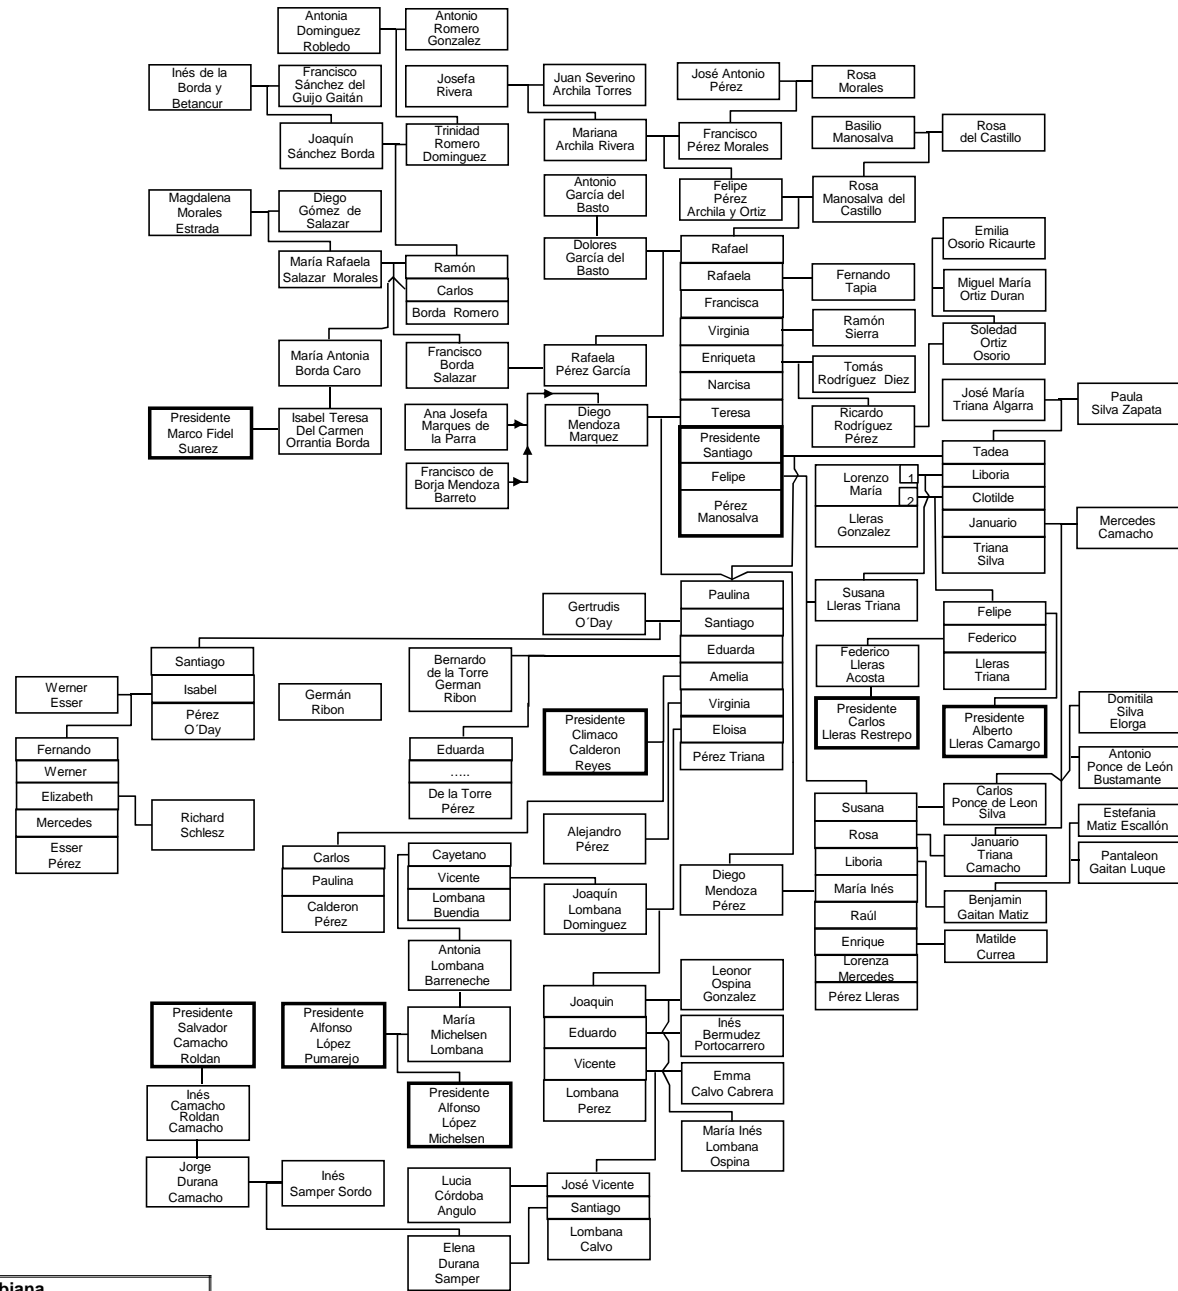 Antonia
Dominguez
Robledo
Antonio
Romero
Gonzalez
Inés de la
Borda y
Betancur
Francisco
Sánchez del
Guijo Gaitán
Josefa
Rivera
Juan Severino
Archila Torres
José Antonio
Pérez
Rosa
Morales
Joaquín
Sánchez Borda
Trinidad
Romero
Dominguez
Mariana
Archila Rivera
Francisco
Pérez Morales
Basilio
Manosalva
Rosa
del Castillo
Magdalena
Morales
Estrada
Diego
Gómez de
Salazar
Antonio
García del
Basto
Felipe
Pérez
Archila y Ortiz
Rosa
Manosalva del
Castillo
María Rafaela
Salazar Morales
Ramón
Carlos
Borda Romero
Dolores
García del
Basto
Rafael
Rafaela
Francisca
Virginia
Enriqueta
Narcisa
Teresa
Presidente
Santiago
Felipe
Pérez
Manosalva
Fernando
Tapia
Ramón
Sierra
Tomás
Rodríguez Diez
Ricardo
Rodríguez
Pérez
Emilia
Osorio Ricaurte
Miguel María
Ortiz Duran
Soledad
Ortiz
Osorio
María Antonia
Borda Caro
Francisco
Borda
Salazar
Rafaela
Pérez García
Presidente
Marco Fidel
Suarez
Isabel Teresa
Del Carmen
Orrantia Borda
Ana Josefa
Marques de
la Parra
Diego
Mendoza
Marquez
Francisco de
Borja Mendoza
Barreto
José María
Triana Algarra
Paula
Silva Zapata
Lorenzo
María
1
2
Lleras
Gonzalez
Tadea
Liboria
Clotilde
Januario
Triana
Silva
Mercedes
Camacho
Gertrudis
O´Day
Paulina
Santiago
Eduarda
Amelia
Virginia
Eloisa
Pérez Triana
Susana
Lleras Triana
Felipe
Federico
Lleras
Triana
Federico
Lleras
Acosta
Presidente
Carlos
Lleras Restrepo
Presidente
Alberto
Lleras Camargo
Domitila
Silva
Elorga
Antonio
Ponce de León
Bustamante
Werner
Esser
Santiago
Isabel
Pérez
O´Day
Germán
Ribon
Bernardo
de la Torre
German
Ribon
Presidente
Climaco
Calderon
Reyes
Fernando
Werner
Elizabeth
Mercedes
Esser
Pérez
Richard
Schlesz
Eduarda
…..
De la Torre
Pérez
Alejandro
Pérez
Susana
Rosa
Liboria
María Inés
Raúl
Enrique
Lorenza
Mercedes
Pérez Lleras
Carlos
Ponce de Leon
Silva
Januario
Triana
Camacho
Estefania
Matiz Escallón
Pantaleon
Gaitan Luque
Benjamin
Gaitan Matiz
Matilde
Currea
Carlos
Paulina
Calderon
Pérez
Cayetano
Vicente
Lombana
Buendia
Joaquín
Lombana
Dominguez
Diego
Mendoza
Pérez
Antonia
Lombana
Barreneche
Presidente
Salvador
Camacho
Roldan
Presidente
Alfonso
López
Pumarejo
María
Michelsen
Lombana
Joaquin
Eduardo
Vicente
Lombana
Perez
Leonor
Ospina
Gonzalez
Inés
Bermudez
Portocarrero
Emma
Calvo Cabrera
María Inés
Lombana
Ospina
Inés
Camacho
Roldan
Camacho
Presidente
Alfonso
López
Michelsen
Jorge
Durana
Camacho
Inés
Samper Sordo
Lucia
Córdoba
Angulo
José Vicente
Santiago
Lombana
Calvo
Elena
Durana
Samper